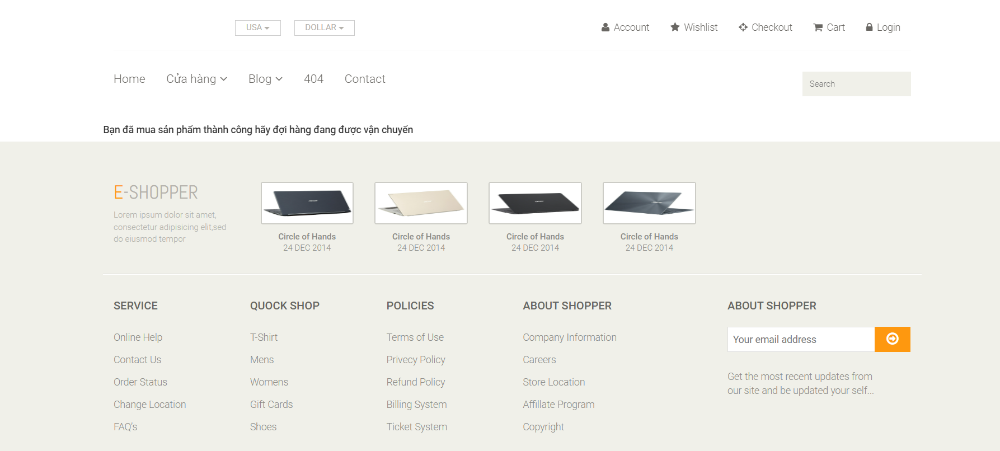 USA
DOLLAR
Account
Wishlist
Checkout
Cart
Login
Home
Cửa hàng
Blog
404
Contact
Search
Bạn đã mua sản phẩm thành công hãy đợi hàng đang được vận chuyển
E-SHOPPER
Lorem ipsum dolor sit amet,
consectetur adipisicing elit,sed
do eiusmod tempor
Circle of Hands
24 DEC 2014
Circle of Hands
24 DEC 2014
Circle of Hands
24 DEC 2014
Circle of Hands
24 DEC 2014
SERVICE
Online Help
Contact Us
Order Status
Change Location
FAQ's
QUOCK SHOP
T-Shirt
Mens
Womens
Gift Cards
Shoes
POLICIES
Terms of Use
Privecy Policy
Refund Policy
Billing System
Ticket System
ABOUT SHOPPER
Company Information
Careers
Store Location
Affillate Program
Copyright
ABOUT SHOPPER
Your email address
Get the most recent updates from
our site and be updated your self...